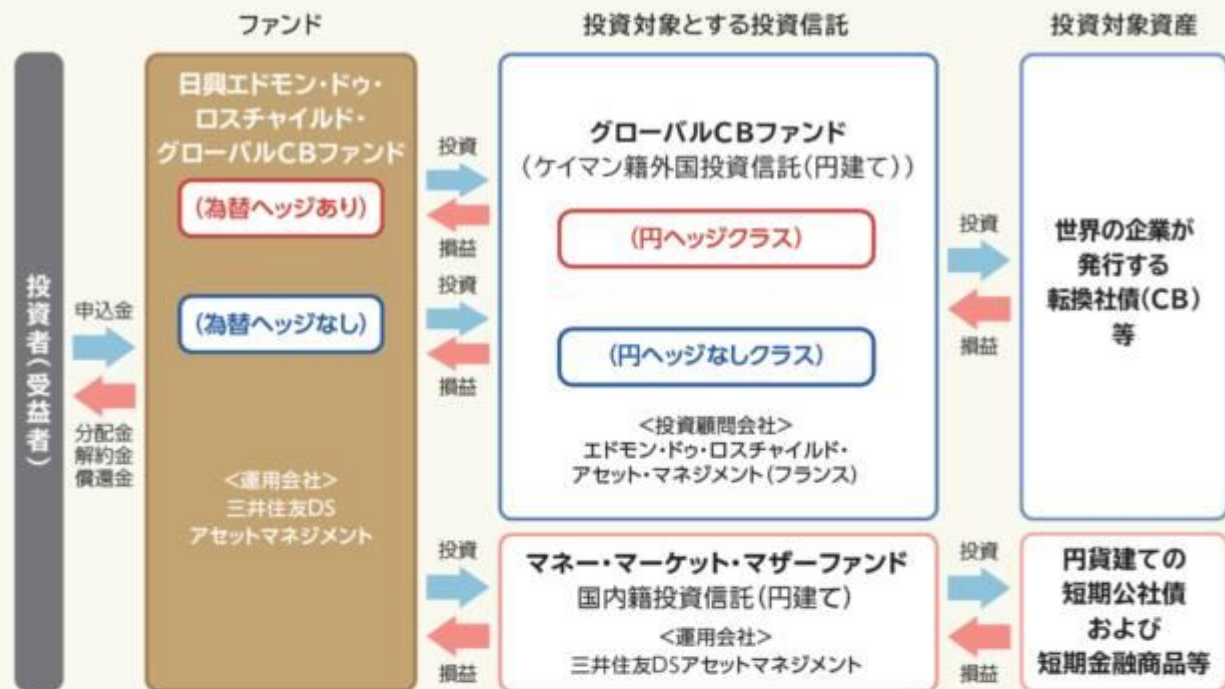 ファンド
投資対象とする投資信託
投資対象資産
投資者（受益者）
申込金
分配金
解約金
償還金
日興エドモン・ドゥ・
ロスチャイルド・
グローバルCBファンド
(為替ヘッジあり)
(為替ヘッジなし)
<運用会社>
三井住友DS
アセットマネジメント
投資
損益
投資
損益
グローバルCBファンド
(ケイマン籍外国投資信託(円建て))
(円ヘッジクラス)
(円ヘッジなしクラス)
<投資顧問会社>
エドモン・ドゥ・ロスチャイルド・
アセット・マネジメント(フランス)
投資
損益
世界の企業が
発行する
転換社債(CB)
等
投資
損益
マネー・マーケット・マザーファンド
国内籍投資信託(円建て)
<運用会社>
三井住友DSアセットマネジメント
投資
損益
円貨建ての
短期公社債
および
短期金融商品等